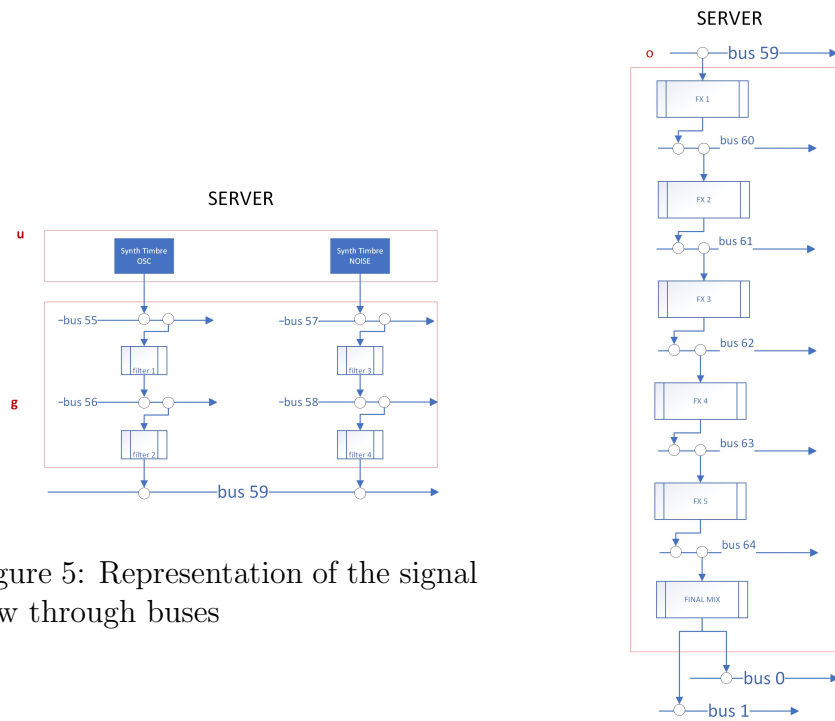 SERVER
u
Synth Timbre
OSC
Synth Timbre
NOISE
bus 55
bus 57
filter 1
filter 3
g
bus 56
bus 58
filter 2
filter 4
bus 59
gure 5: Representation of the signal
w through buses
SERVER
o
bus 59
FX 1
bus 60
FX 2
bus 61
FX 3
bus 62
FX 4
bus 63
FX 5
bus 64
FINAL MIX
bus 0
bus 1